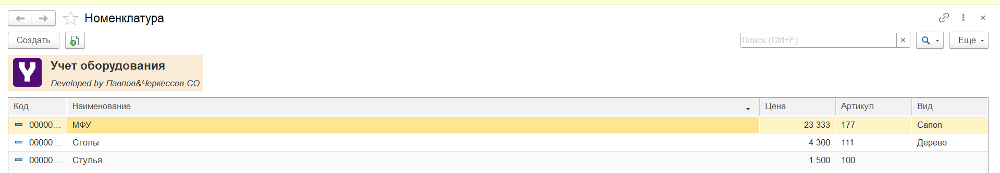 Номенклатура
Создать
Поиск (Ctrl+F)
Еще
Y
Учет оборудования
Developed by Павлов&Черкессов СО
Код Наименование Цена Артикул Вид
00000... МФУ 23 333 177 Canon
00000... Столы 4 300 111 Дерево
00000... Стулья 1 500 100